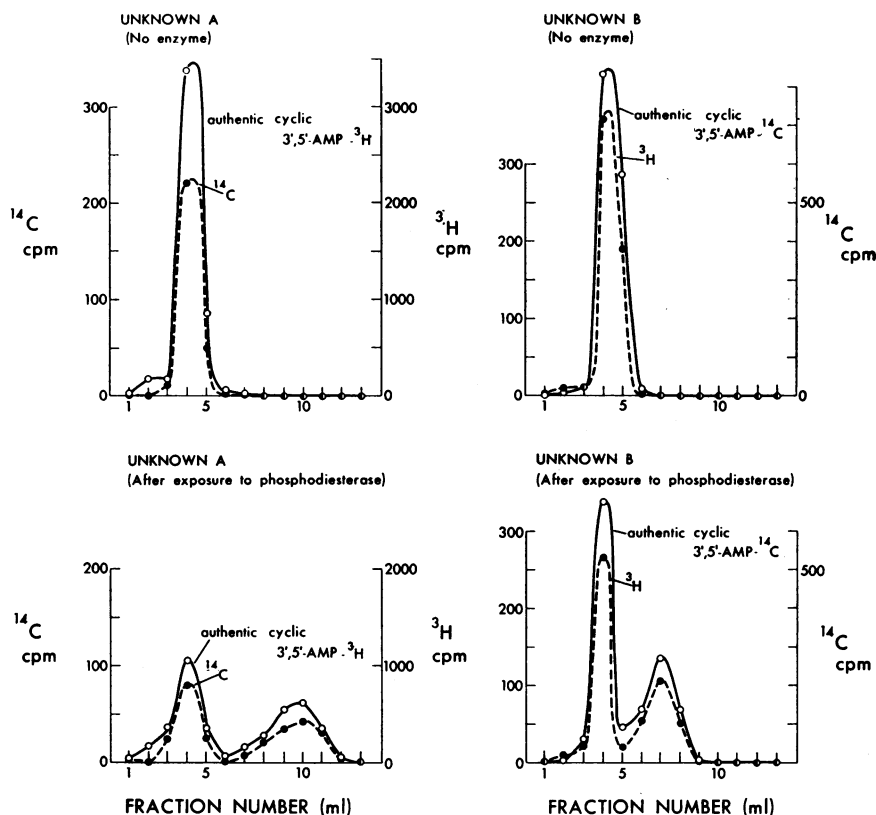 UNKNOWN A
(No enzyme)
300
200
100
0
14C
cpm
3000
2000
1000
0
3H
cpm
authentic cyclic
3',5'-AMP -3H
14C
1 5 10
UNKNOWN B
(No enzyme)
300
200
100
0
500
0
14C
cpm
authentic cyclic
3',5'-AMP-14C
3H
1 5 10
UNKNOWN A
(After exposure to phosphodiesterase)
200
100
0
14C
cpm
2000
1000
0
3H
cpm
authentic cyclic
3',5'-AMP -3H
14C
1 5 10
FRACTION NUMBER (ml)
UNKNOWN B
(After exposure to phosphodiesterase)
300
200
100
0
500
0
14C
cpm
authentic cyclic
3',5'-AMP-14C
3H
1 5 10
FRACTION NUMBER (ml)